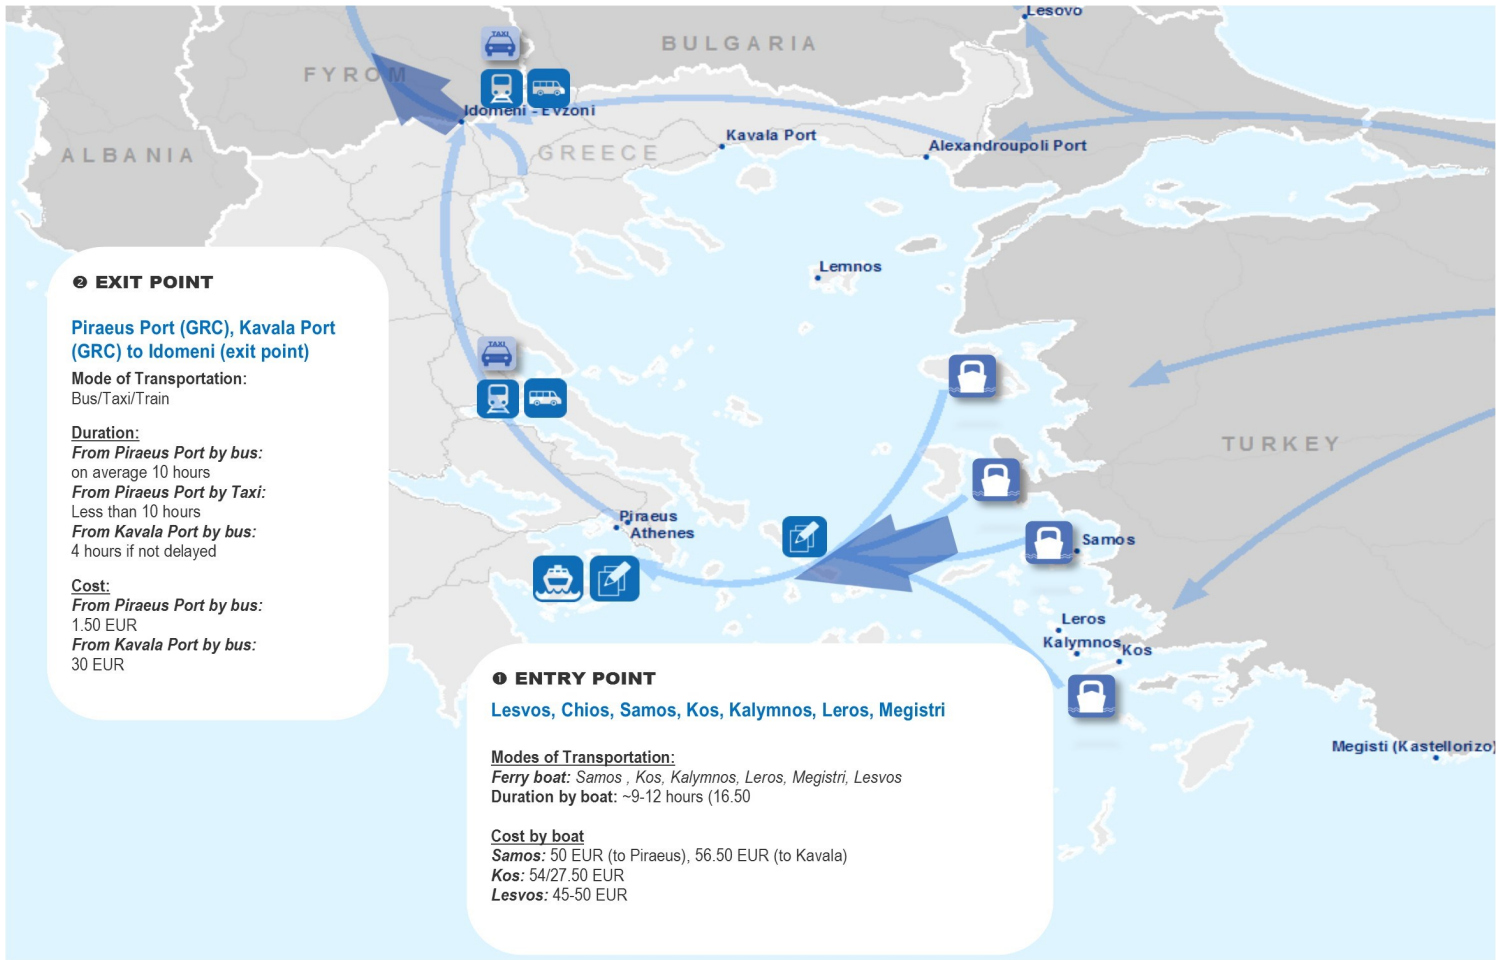 Lesovo
TAXI
BULGARIA
FYROM
Idomeni - Evzoni
Kavala Port
Alexandroupoli Port
ALBANIA
GREECE
Lemnos
❷ EXIT POINT
Piraeus Port (GRC), Kavala Port
(GRC) to Idomeni (exit point)
Mode of Transportation:
Bus/Taxi/Train
Duration:
From Piraeus Port by bus:
on average 10 hours
From Piraeus Port by Taxi:
Less than 10 hours
From Kavala Port by bus:
4 hours if not delayed
Cost:
From Piraeus Port by bus:
1.50 EUR
From Kavala Port by bus:
30 EUR
TAXI
TURKEY
Piraeus
Athenes
Samos
Leros
Kalymnos
Kos
Megisti (Kastellorizo)
❶ ENTRY POINT
Lesvos, Chios, Samos, Kos, Kalymnos, Leros, Megistri
Modes of Transportation:
Ferry boat: Samos , Kos, Kalymnos, Leros, Megistri, Lesvos
Duration by boat: ~9-12 hours (16.50
Cost by boat
Samos: 50 EUR (to Piraeus), 56.50 EUR (to Kavala)
Kos: 54/27.50 EUR
Lesvos: 45-50 EUR